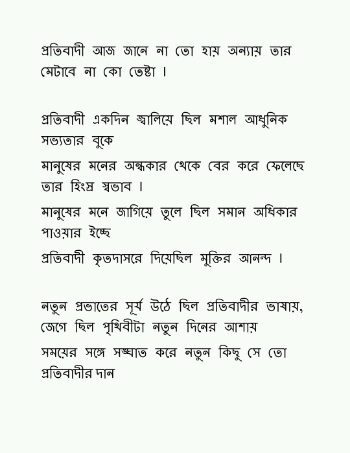 প্রতিবাদী আজ জানে না তো হায় অন্যায় তার
মেটাবে না কো তেষ্টা ।
প্রতিবাদী একদিন জ্বালিয়ে ছিল মশাল আধুনিক
সভ্যতার বুকে
মানুষের মনের অন্ধকার থেকে বের করে ফেলেছে
তার হিংস্র স্বভাব ।
মানুষের মনে জাগিয়ে তুলে ছিল সমান অধিকার
পাওয়ার ইচ্ছে
প্রতিবাদী কৃতদাসরে দিয়েছিল মুক্তির আনন্দ ।
নতুন প্রভাতের সূর্য উঠে ছিল প্রতিবাদীর ভাষায়,
জেগে ছিল পৃথিবীটা নতুন দিনের আশায়
সময়ের সঙ্গে সঙ্ঘাত করে নতুন কিছু সে তো
প্রতিবাদীর দান